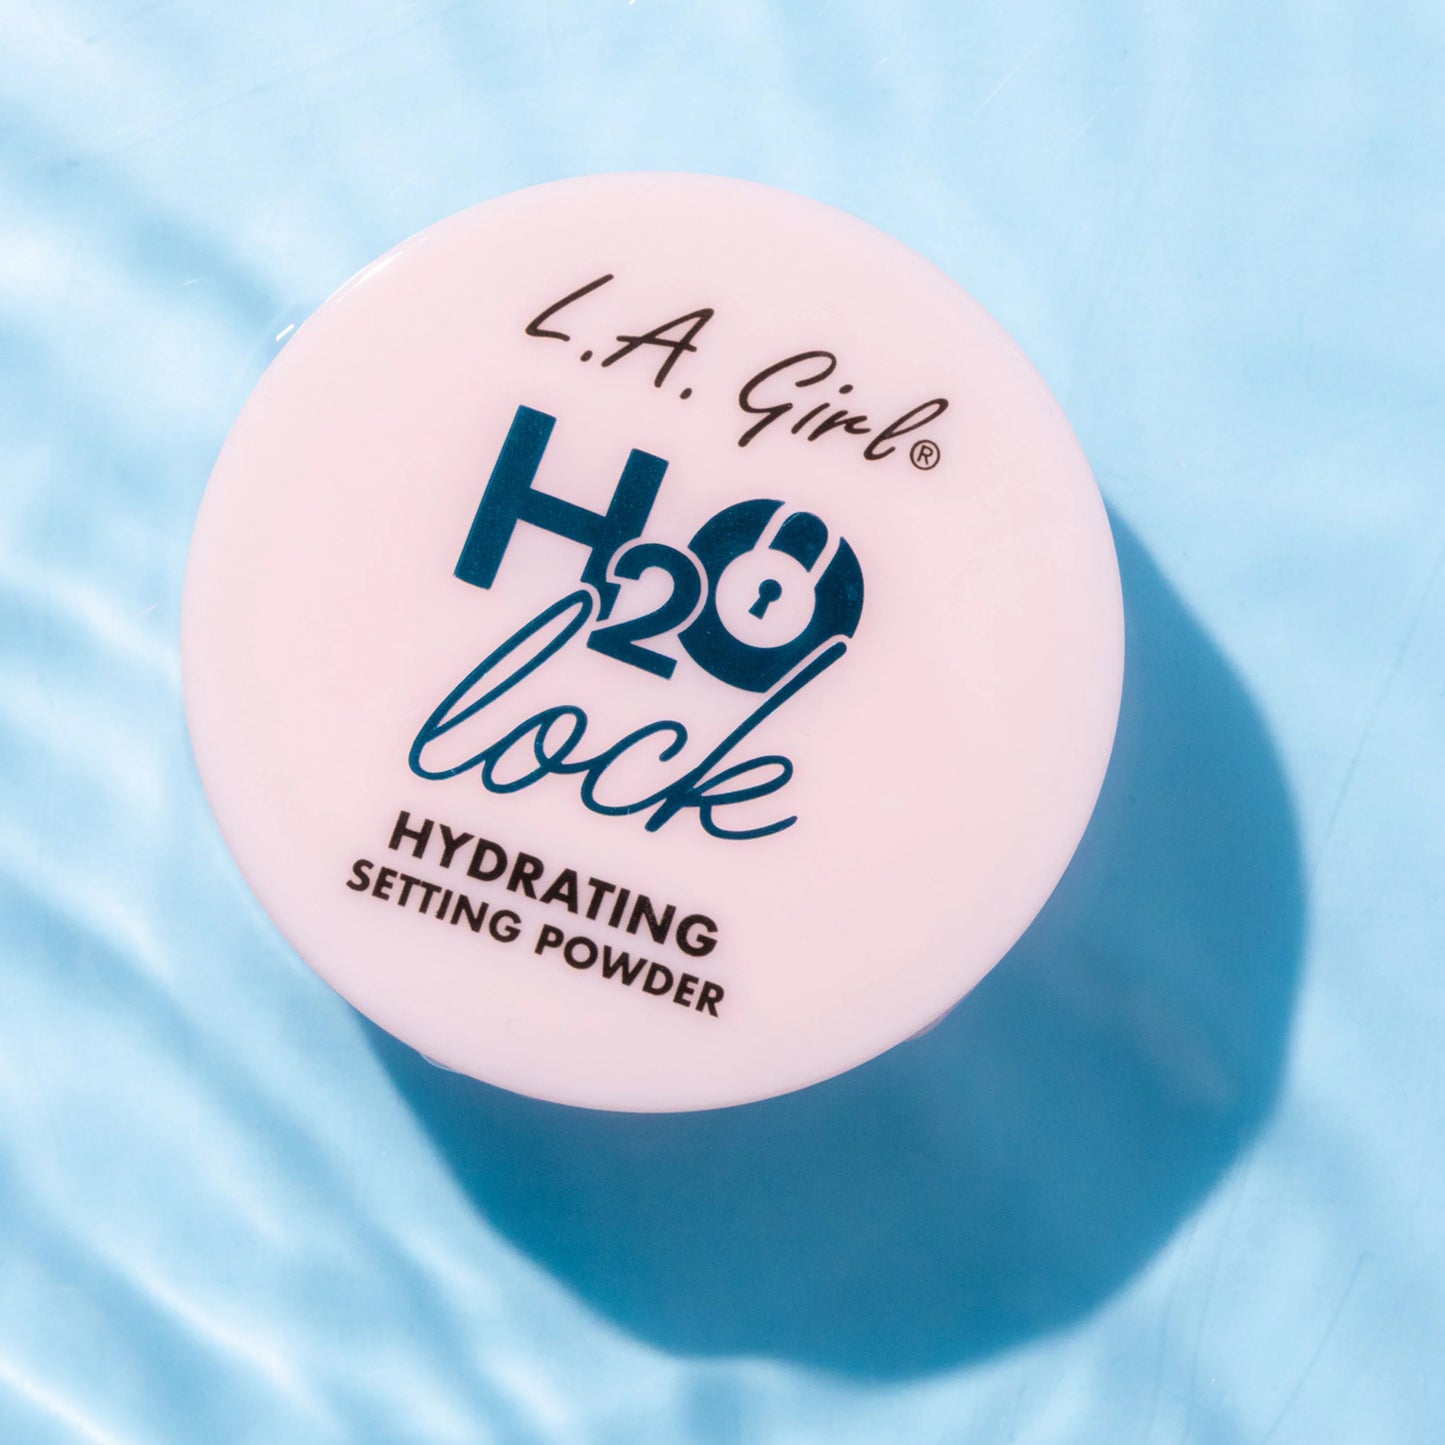 L.A. Girl®
H2O
lock
HYDRATING
SETTING POWDER